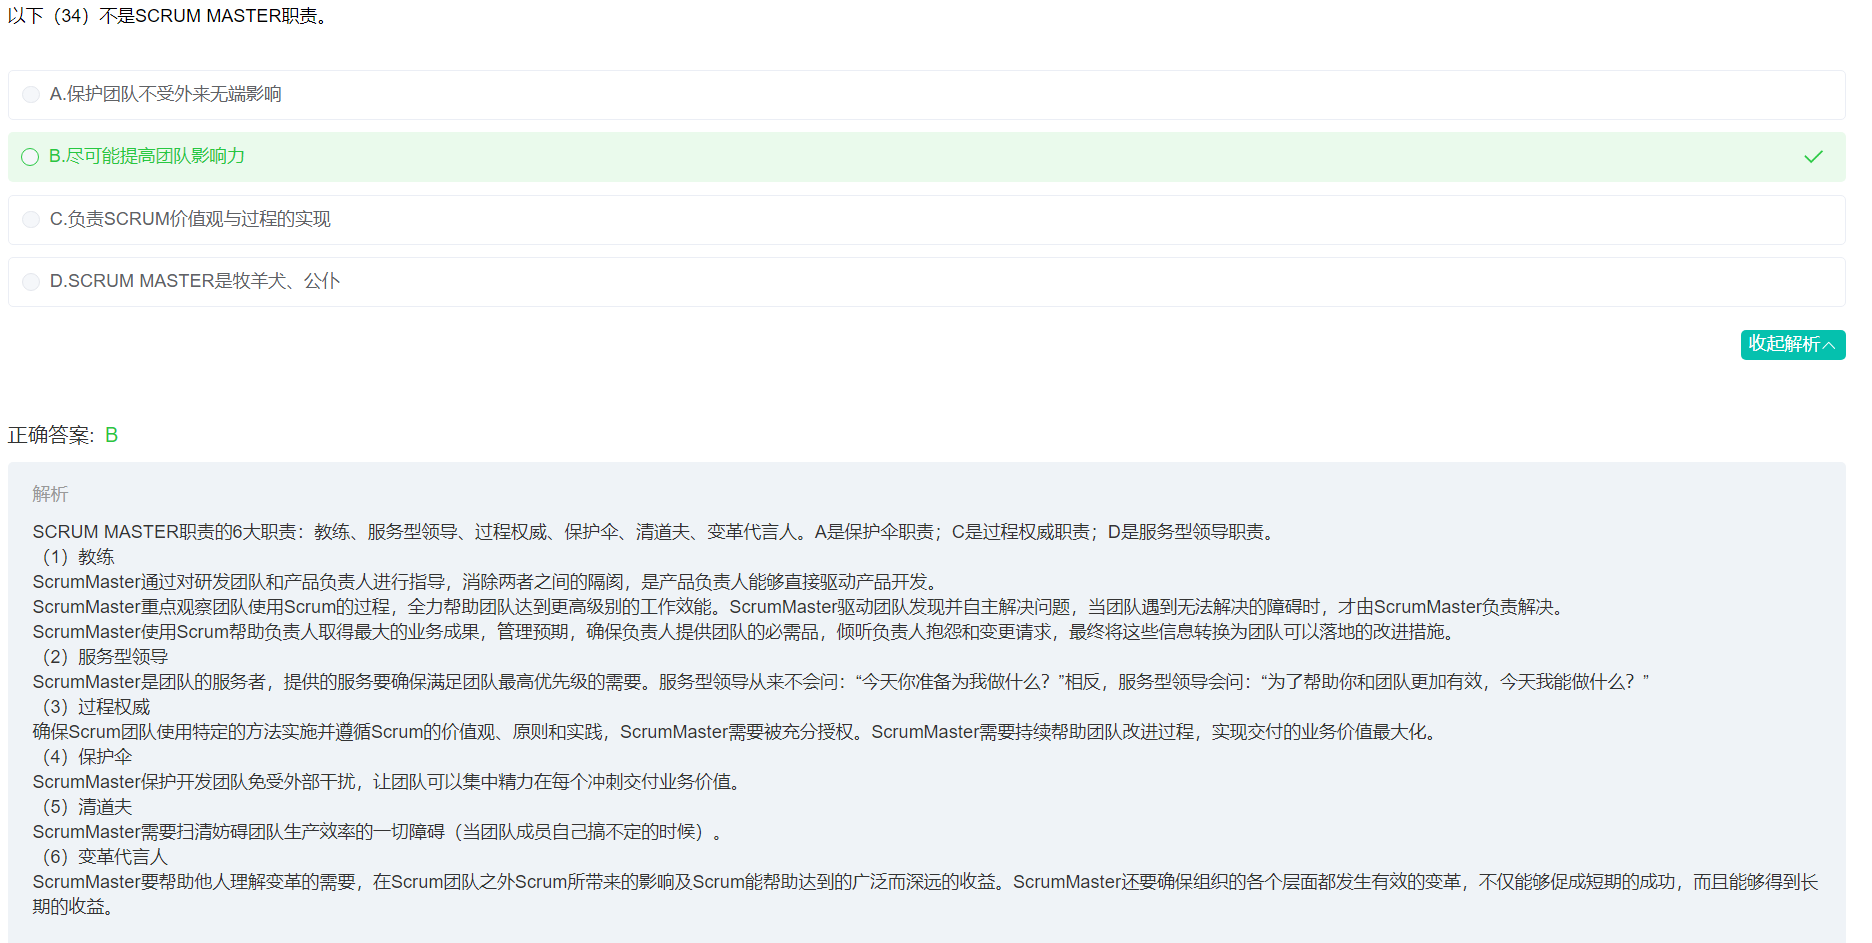 以下（34）不是SCRUM MASTER职责。
A.保护团队不受外来无端影响
B.尽可能提高团队影响力
C.负责SCRUM价值观与过程的实现
D.SCRUM MASTER是牧羊犬、公仆
收起解析
正确答案: B
解析
SCRUM MASTER职责的6大职责：教练、服务型领导、过程权威、保护伞、清道夫、变革代言人。A是保护伞职责；C是过程权威职责；D是服务型领导职责。
（1）教练
ScrumMaster通过对研发团队和产品负责人进行指导，消除两者之间的隔阂，是产品负责人能够直接驱动产品开发。
ScrumMaster重点观察团队使用Scrum的过程，全力帮助团队达到更高级别的工作效能。ScrumMaster驱动团队发现并自主解决问题，当团队遇到无法解决的障碍时，才由ScrumMaster负责解决。
ScrumMaster使用Scrum帮助负责人取得最大的业务成果，管理预期，确保负责人提供团队的必需品，倾听负责人抱怨和变更请求，最终将这些信息转换为团队可以落地的改进措施。
（2）服务型领导
ScrumMaster是团队的服务者，提供的服务要确保满足团队最高优先级的需要。服务型领导从来不会问：“今天你准备为我做什么？”相反，服务型领导会问：“为了帮助你和团队更加有效，今天我能做什么？”
（3）过程权威
确保Scrum团队使用特定的方法实施并遵循Scrum的价值观、原则和实践，ScrumMaster需要被充分授权。ScrumMaster需要持续帮助团队改进过程，实现交付的业务价值最大化。
（4）保护伞
ScrumMaster保护开发团队免受外部干扰，让团队可以集中精力在每个冲刺交付业务价值。
（5）清道夫
ScrumMaster需要扫清妨碍团队生产效率的一切障碍（当团队成员自己搞不定的时候）。
（6）变革代言人
ScrumMaster要帮助他人理解变革的需要，在Scrum团队之外Scrum所带来的影响及Scrum能帮助达到的广泛而深远的收益。ScrumMaster还要确保组织的各个层面都发生有效的变革，不仅能够促成短期的成功，而且能够得到长
期的收益。